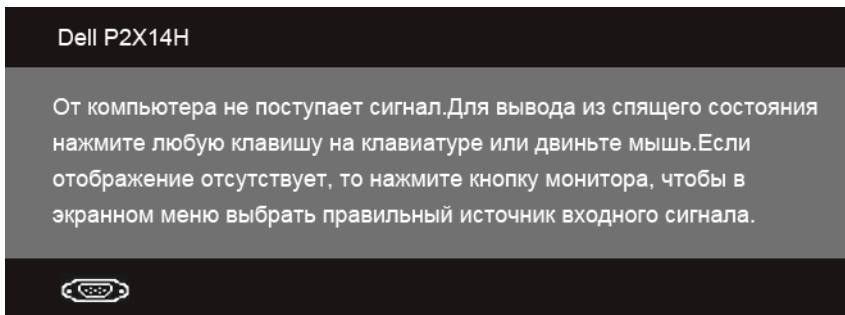 Dell P2X14H
От компьютера не поступает сигнал.Для вывода из спящего состояния
нажмите любую клавишу на клавиатуре или двиньте мышь.Если
отображение отсутствует, то нажмите кнопку монитора, чтобы в
экранном меню выбрать правильный источник входного сигнала.